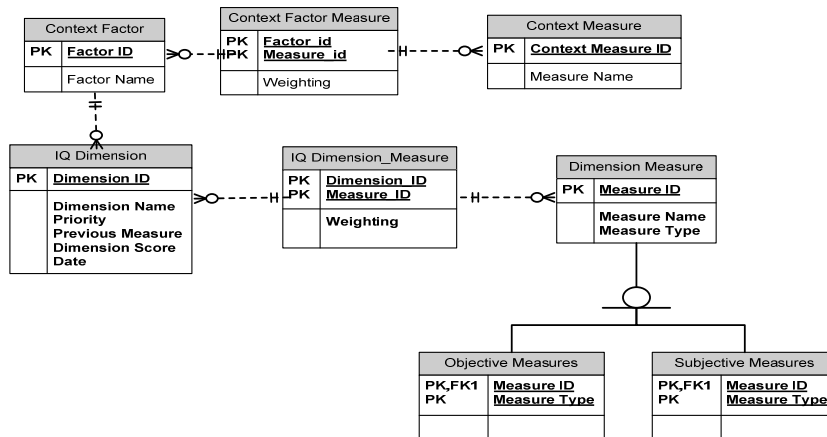 Context Factor
PK Factor ID
Factor Name
Context Factor Measure
PK Factor_id
PK Measure_id
Weighting
Context Measure
PK Context Measure ID
Measure Name
IQ Dimension
PK Dimension ID
Dimension Name
Priority
Previous Measure
Dimension Score
Date
IQ Dimension_Measure
PK Dimension_ID
PK Measure_ID
Weighting
Dimension Measure
PK Measure ID
Measure Name
Measure Type
Objective Measures
PK,FK1 Measure ID
PK Measure Type
Subjective Measures
PK,FK1 Measure ID
PK Measure Type